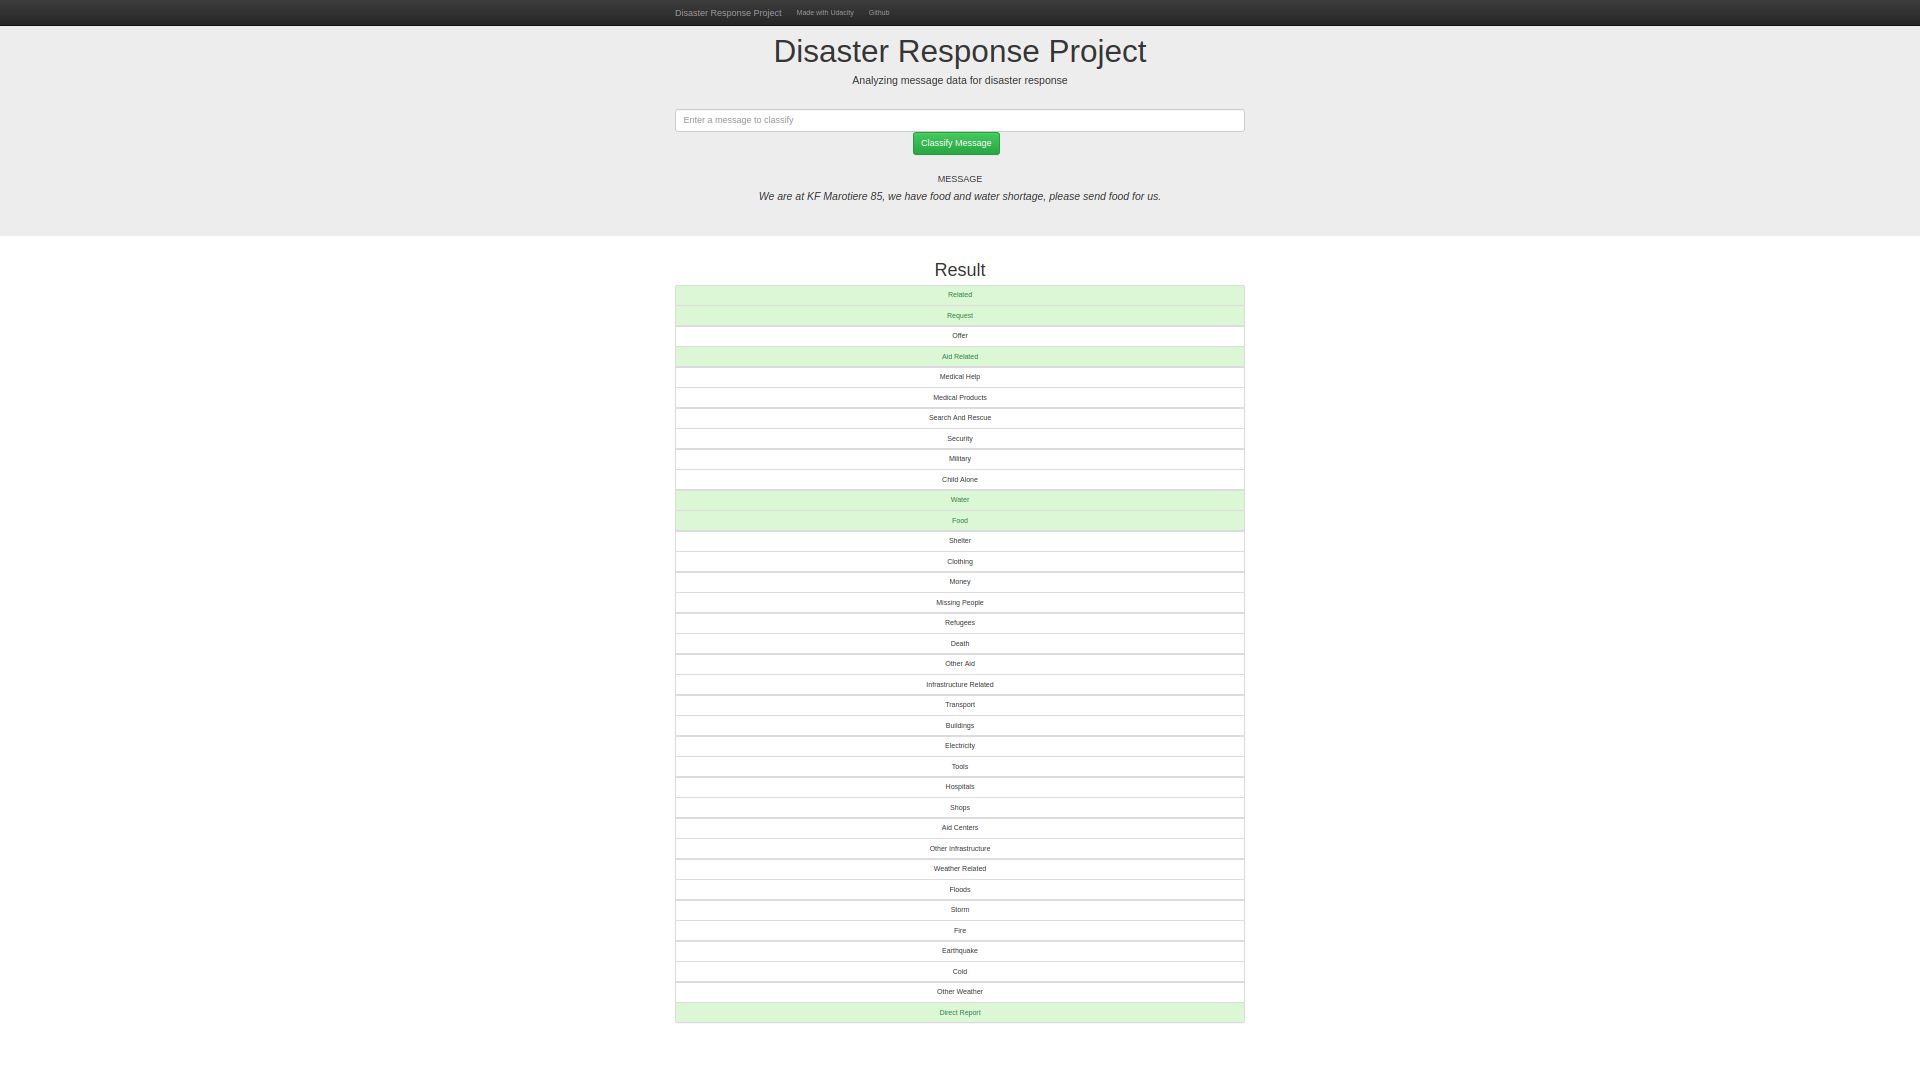 Disaster Response Project Made with Udacity Github
Disaster Response Project
Analyzing message data for disaster response
Enter a message to classify
Classify Message
MESSAGE
We are at KF Marotiere 85, we have food and water shortage, please send food for us.
Result
Related
Request
Offer
Aid Related
Medical Help
Medical Products
Search And Rescue
Security
Military
Child Alone
Water
Food
Shelter
Clothing
Money
Missing People
Refugees
Death
Other Aid
Infrastructure Related
Transport
Buildings
Electricity
Tools
Hospitals
Shops
Aid Centers
Other Infrastructure
Weather Related
Floods
Storm
Fire
Earthquake
Cold
Other Weather
Direct Report